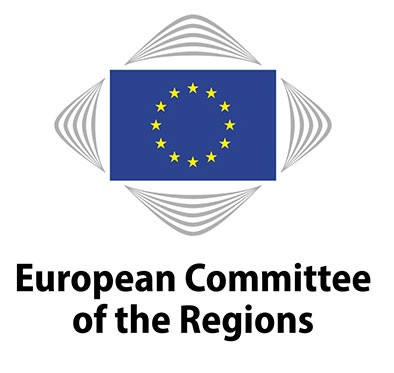 European Committee
of the Regions